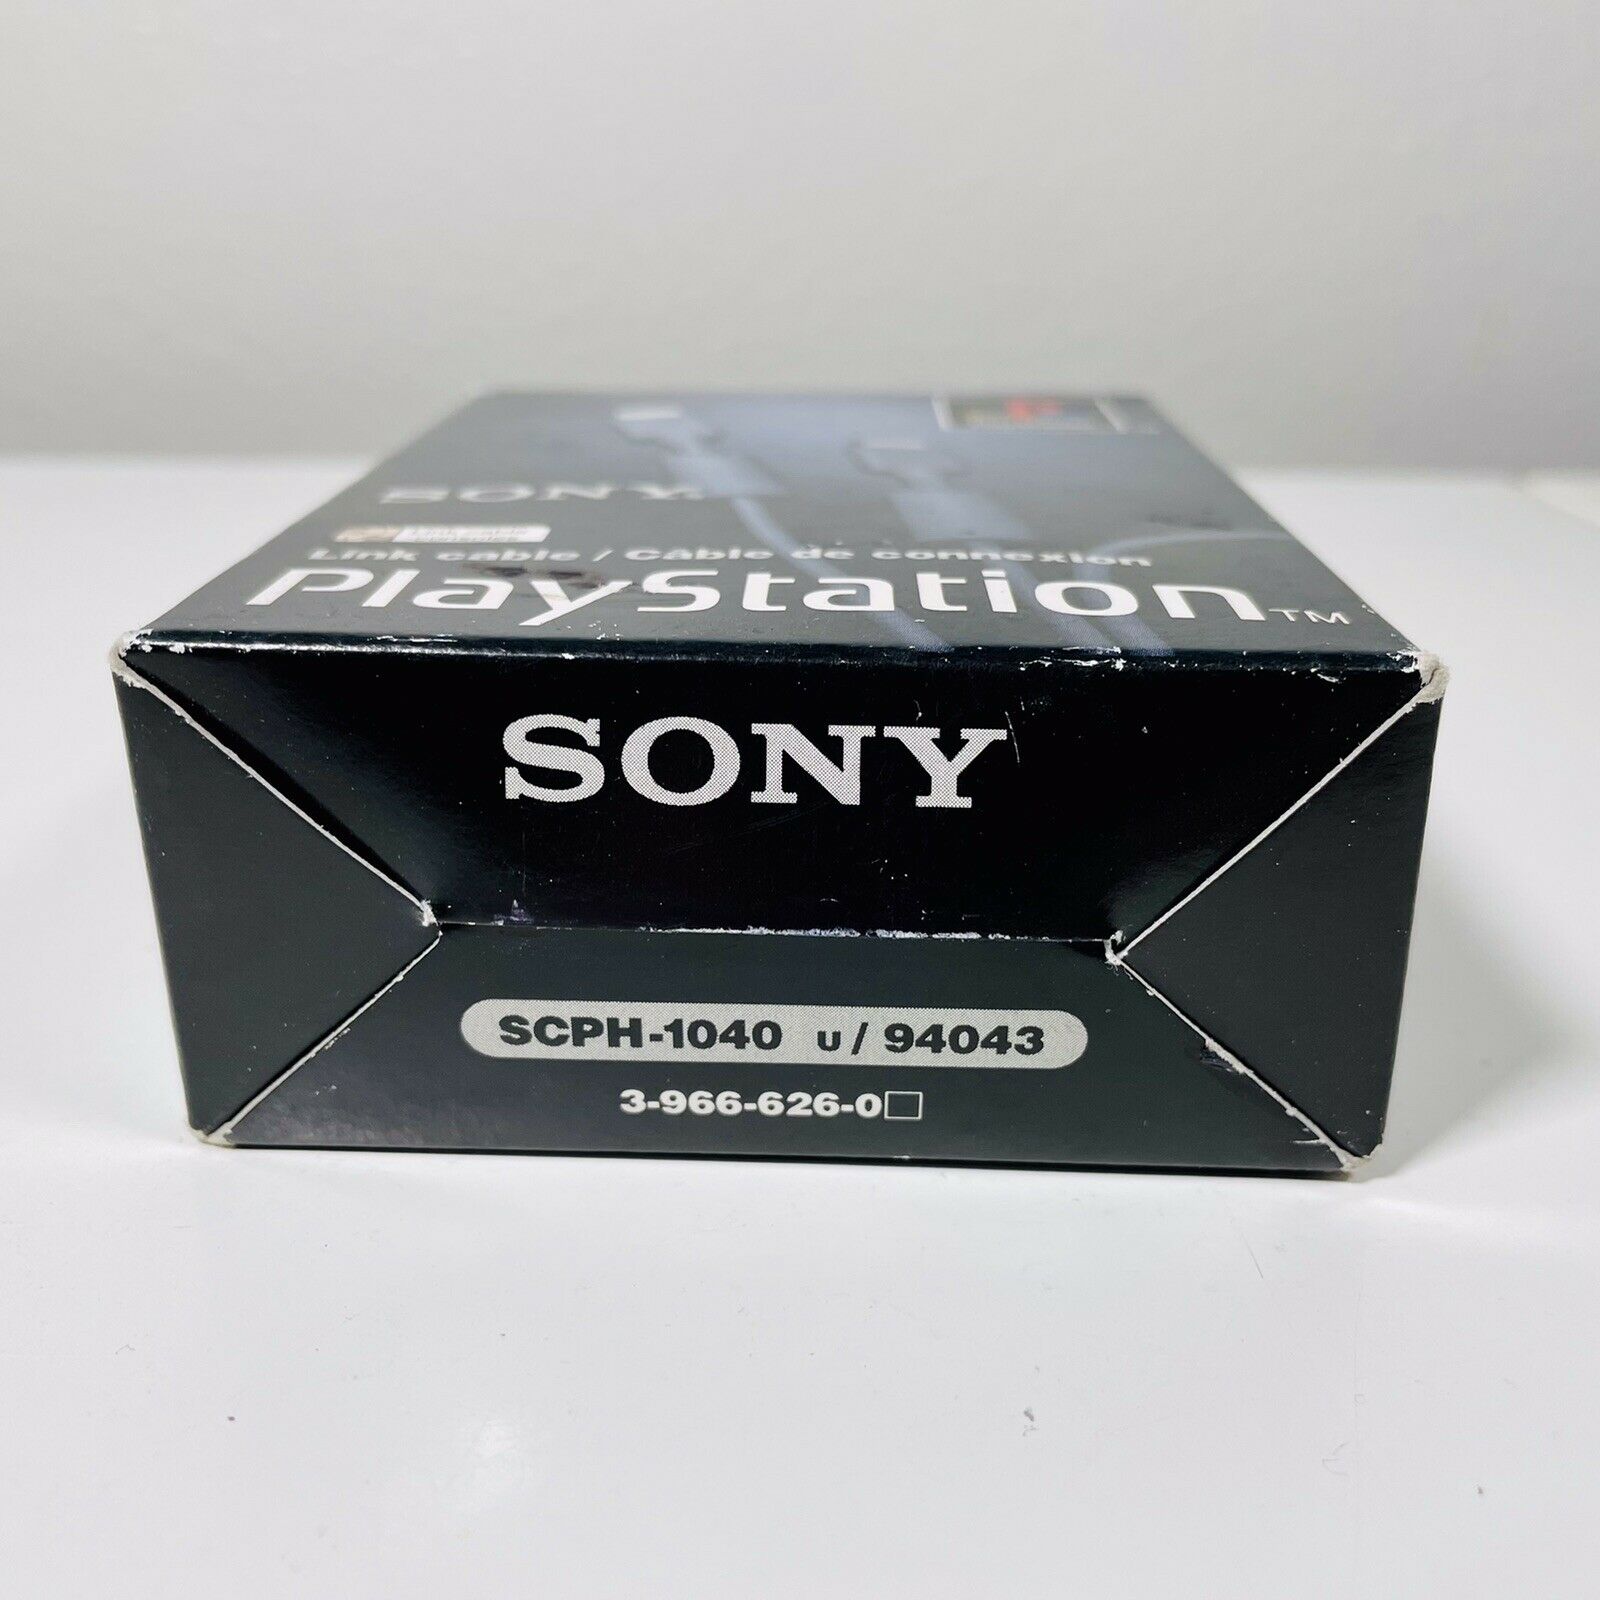 SONY
Link cable / Câble de connexion
PlayStation™
SONY
SCPH-1040 U/ 94043
3-966-626-0□